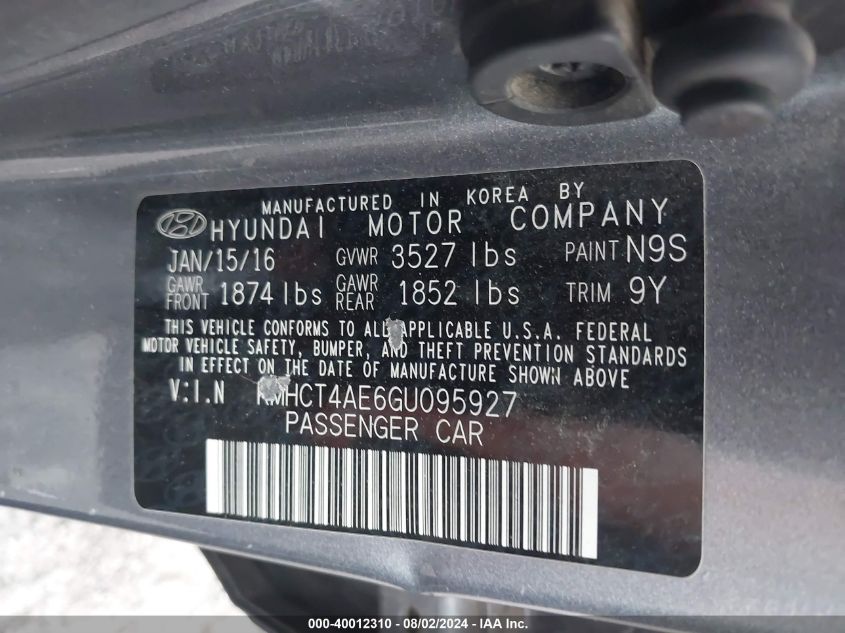 MANUFACTURED IN KOREA BY
HYUNDAI MOTOR COMPANY
JAN/15/16 GVWR 3527 lbs PAINT N9S
GAWR FRONT 1874 lbs GAWR REAR 1852 lbs TRIM 9Y
THIS VEHICLE CONFORMS TO ALL APPLICABLE U.S.A. FEDERAL
MOTOR VEHICLE SAFETY, BUMPER, AND THEFT PREVENTION STANDARDS
IN EFFECT ON THE DATE OF MANUFACTURE SHOWN ABOVE
V.I.N KMHCT4AE6GU095927
PASSENGER CAR
000-40012310 - 08/02/2024 - IAA Inc.